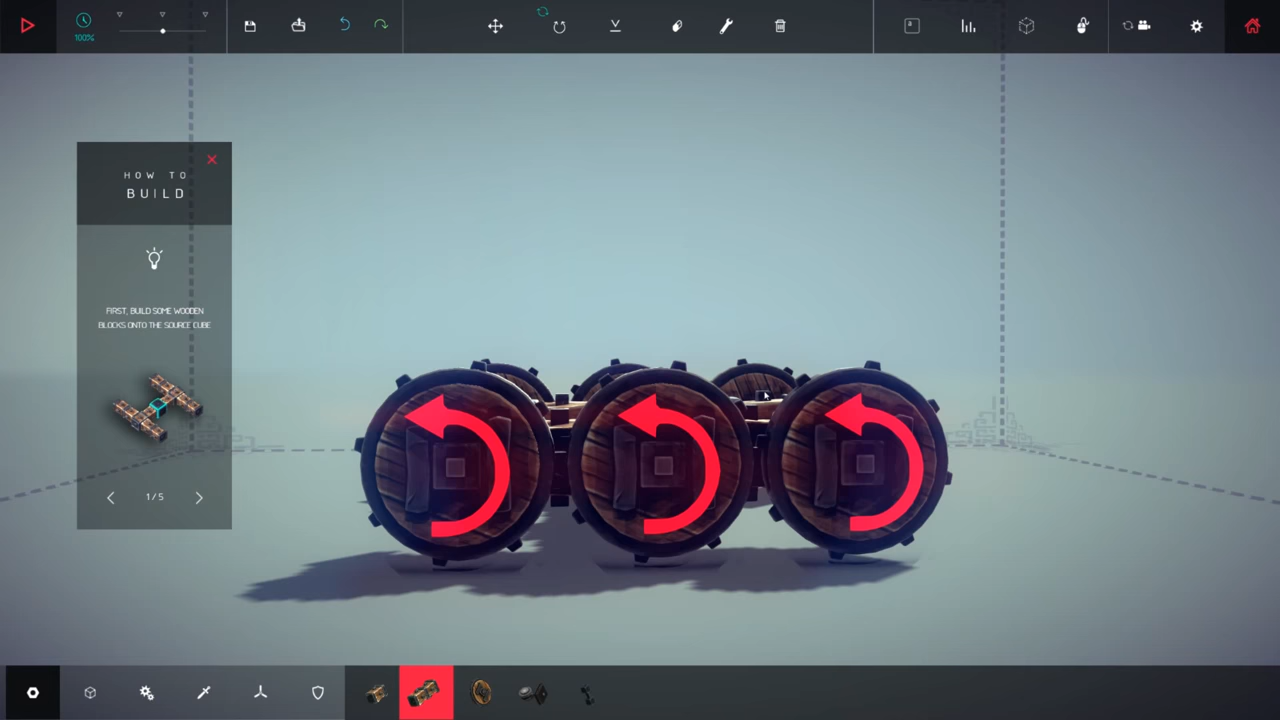 100%
HOW TO
BUILD
FIRST, BUILD SOME WOODEN
BLOCKS ONTO THE SOURCE CUBE
1/5